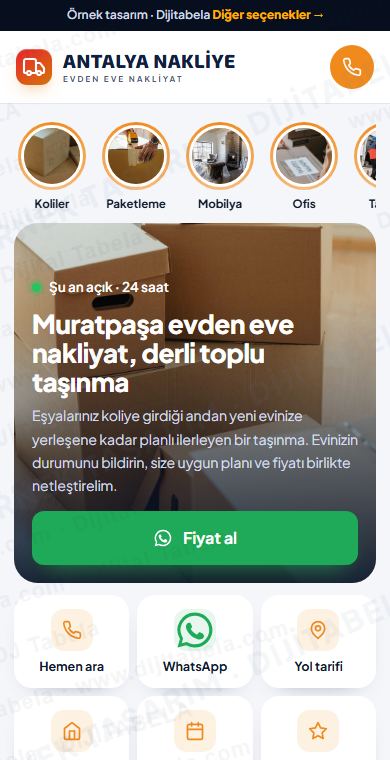 Örnek tasarım · Dijitabela Diğer seçenekler →
ANTALYA NAKLİYE
EVDEN EVE NAKLİYAT
Koliler
Paketleme
Mobilya
Ofis
Şu an açık · 24 saat
Muratpaşa evden eve
nakliyat, derli toplu
taşınma
Eşyalarınız koliye girdiği andan yeni evinize
yerleşene kadar planlı ilerleyen bir taşınma. Evinizin
durumunu bildirin, size uygun planı ve fiyatı birlikte
netleştirelim.
Fiyat al
Hemen ara
WhatsApp
Yol tarifi